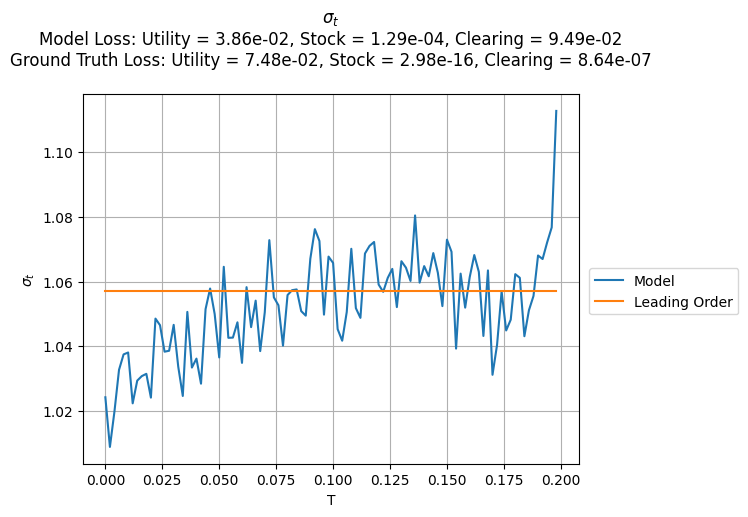 σt
Model Loss: Utility = 3.86e-02, Stock = 1.29e-04, Clearing = 9.49e-02
Ground Truth Loss: Utility = 7.48e-02, Stock = 2.98e-16, Clearing = 8.64e-07
1.10
1.08
1.06
1.04
1.02
σt
0.000 0.025 0.050 0.075 0.100 0.125 0.150 0.175 0.200
T
Model
Leading Order